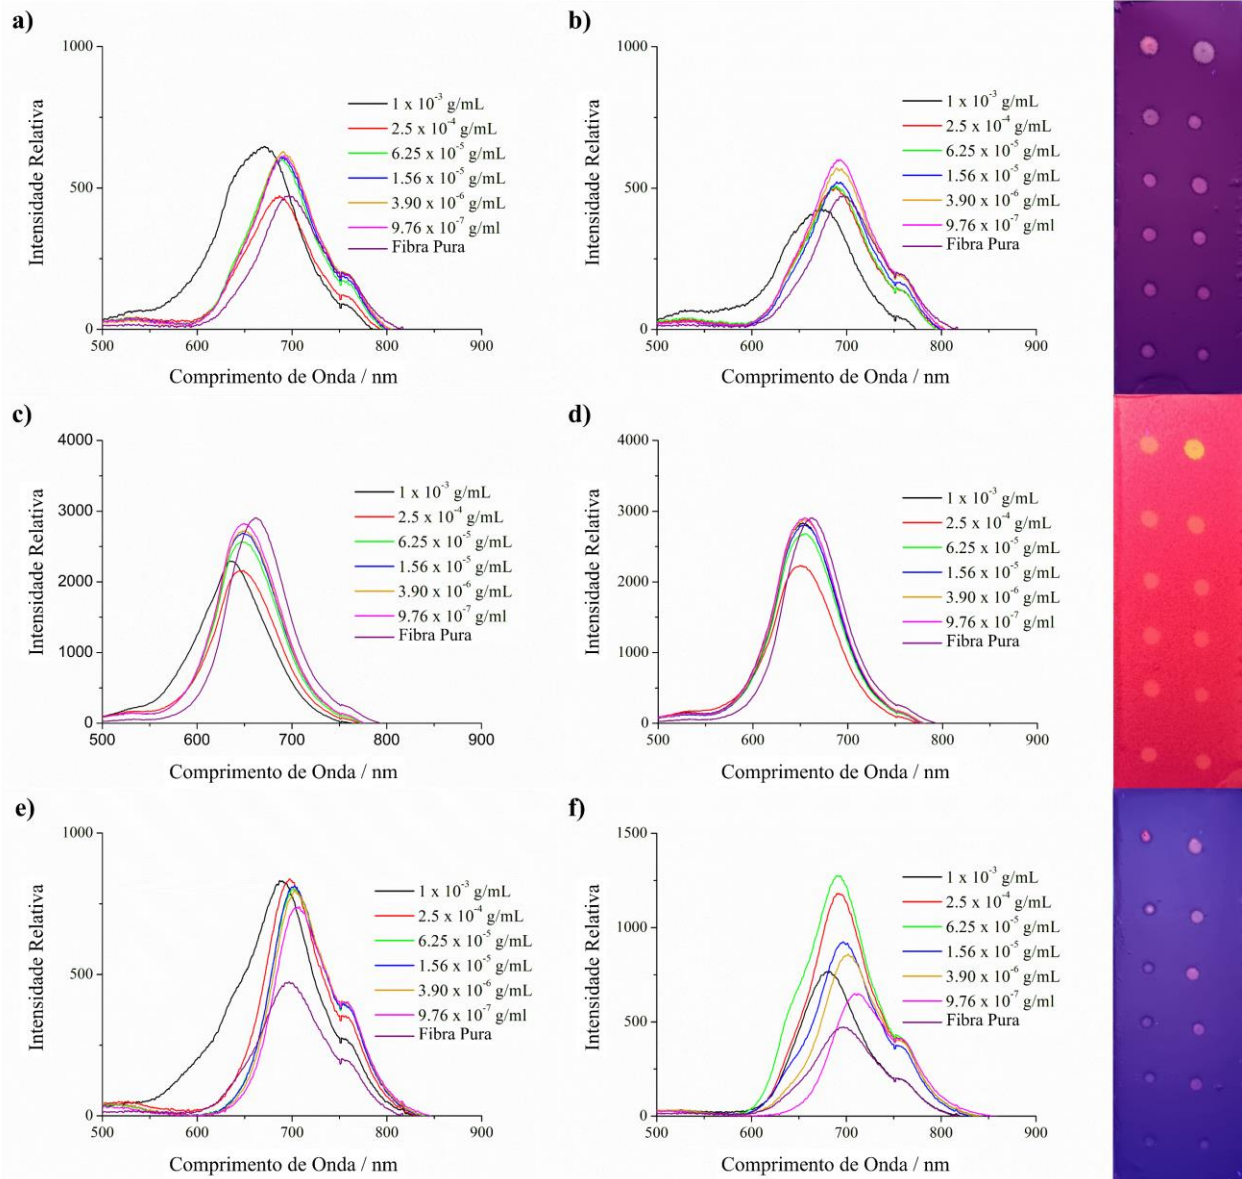 a)
1000
500
0
Intensidade Relativa
500 600 700 800 900
Comprimento de Onda / nm
1 x 10⁻³ g/mL
2.5 x 10⁻⁴ g/mL
6.25 x 10⁻⁵ g/mL
1.56 x 10⁻⁵ g/mL
3.90 x 10⁻⁶ g/mL
9.76 x 10⁻⁷ g/ml
Fibra Pura
b)
1000
500
0
Intensidade Relativa
500 600 700 800 900
Comprimento de Onda / nm
1 x 10⁻³ g/mL
2.5 x 10⁻⁴ g/mL
6.25 x 10⁻⁵ g/mL
1.56 x 10⁻⁵ g/mL
3.90 x 10⁻⁶ g/mL
9.76 x 10⁻⁷ g/ml
Fibra Pura
c)
4000
3000
2000
1000
0
Intensidade Relativa
500 600 700 800 900
Comprimento de Onda / nm
1 x 10⁻³ g/mL
2.5 x 10⁻⁴ g/mL
6.25 x 10⁻⁵ g/mL
1.56 x 10⁻⁵ g/mL
3.90 x 10⁻⁶ g/mL
9.76 x 10⁻⁷ g/ml
Fibra Pura
d)
4000
3000
2000
1000
0
Intensidade Relativa
500 600 700 800 900
Comprimento de Onda / nm
1 x 10⁻³ g/mL
2.5 x 10⁻⁴ g/mL
6.25 x 10⁻⁵ g/mL
1.56 x 10⁻⁵ g/mL
3.90 x 10⁻⁶ g/mL
9.76 x 10⁻⁷ g/ml
Fibra Pura
e)
1000
500
0
Intensidade Relativa
500 600 700 800 900
Comprimento de Onda / nm
1 x 10⁻³ g/mL
2.5 x 10⁻⁴ g/mL
6.25 x 10⁻⁵ g/mL
1.56 x 10⁻⁵ g/mL
3.90 x 10⁻⁶ g/mL
9.76 x 10⁻⁷ g/ml
Fibra Pura
f)
1500
1000
500
0
Intensidade Relativa
500 600 700 800 900
Comprimento de Onda / nm
1 x 10⁻³ g/mL
2.5 x 10⁻⁴ g/mL
6.25 x 10⁻⁵ g/mL
1.56 x 10⁻⁵ g/mL
3.90 x 10⁻⁶ g/mL
9.76 x 10⁻⁷ g/ml
Fibra Pura